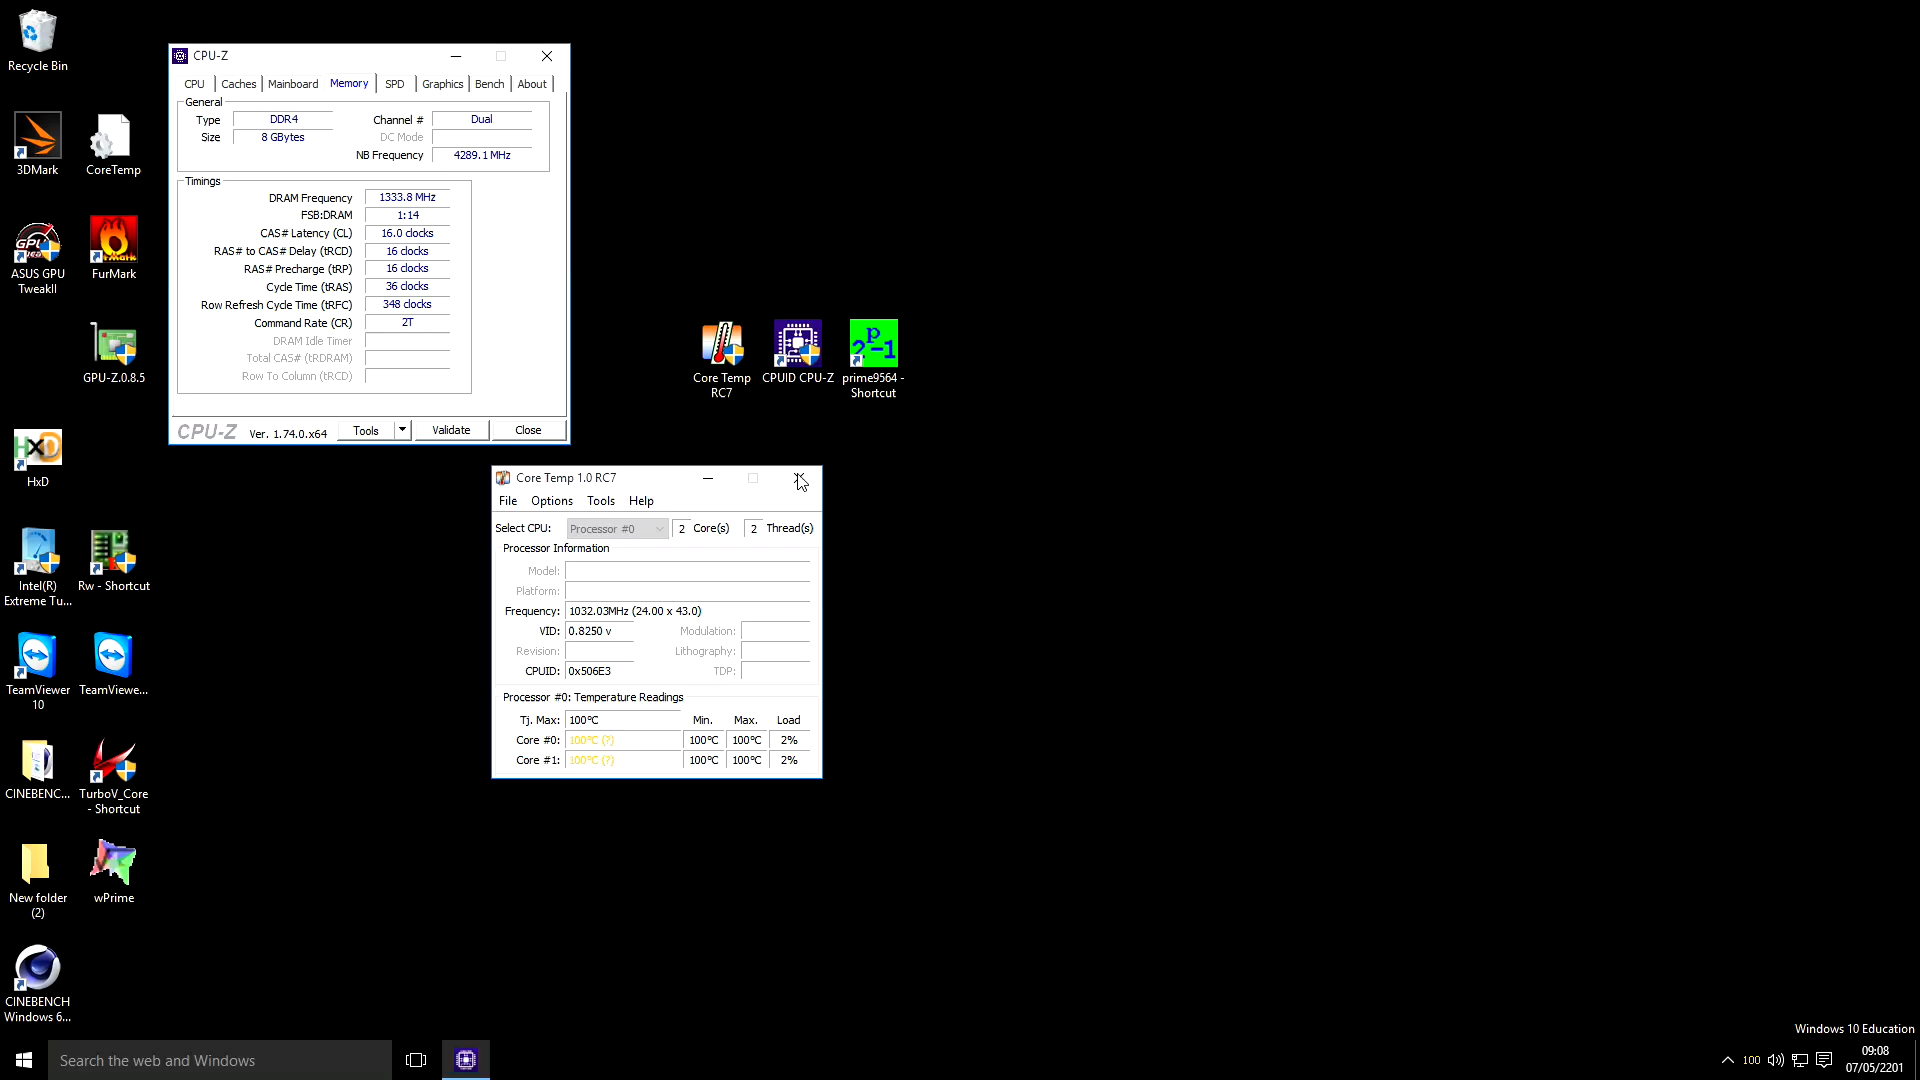 Recycle Bin
3DMark
CoreTemp
ASUS GPU
TweakII
FurMark
GPU-Z.0.8.5
HxD
Intel(R)
Extreme Tu...
Rw - Shortcut
TeamViewer
10
TeamViewe...
CINEBENC...
TurboV_Core
- Shortcut
New folder
(2)
wPrime
CINEBENCH
Windows 6...
CPU-Z
CPU Caches Mainboard Memory SPD Graphics Bench About
General
Type DDR4 Channel # Dual
Size 8 GBytes DC Mode
NB Frequency 4289.1 MHz
Timings
DRAM Frequency 1333.8 MHz
FSB:DRAM 1:14
CAS# Latency (CL) 16.0 clocks
RAS# to CAS# Delay (tRCD) 16 clocks
RAS# Precharge (tRP) 16 clocks
Cycle Time (tRAS) 36 clocks
Row Refresh Cycle Time (tRFC) 348 clocks
Command Rate (CR) 2T
DRAM Idle Timer
Total CAS# (tRDRAM)
Row To Column (tRCD)
CPU-Z Ver. 1.74.0.x64 Tools Validate Close
Core Temp
RC7
CPUID CPU-Z
p
2 -1
prime9564 -
Shortcut
Core Temp 1.0 RC7
File Options Tools Help
Select CPU: Processor #0 2 Core(s) 2 Thread(s)
Processor Information
Model:
Platform:
Frequency: 1032.03MHz (24.00 x 43.0)
VID: 0.8250 v Modulation:
Revision: Lithography:
CPUID: 0x506E3 TDP:
Processor #0: Temperature Readings
Tj. Max: 100°C Min. Max. Load
Core #0: 100°C (?) 100°C 100°C 2%
Core #1: 100°C (?) 100°C 100°C 2%
Windows 10 Education
Search the web and Windows
100
09:08
07/05/2201